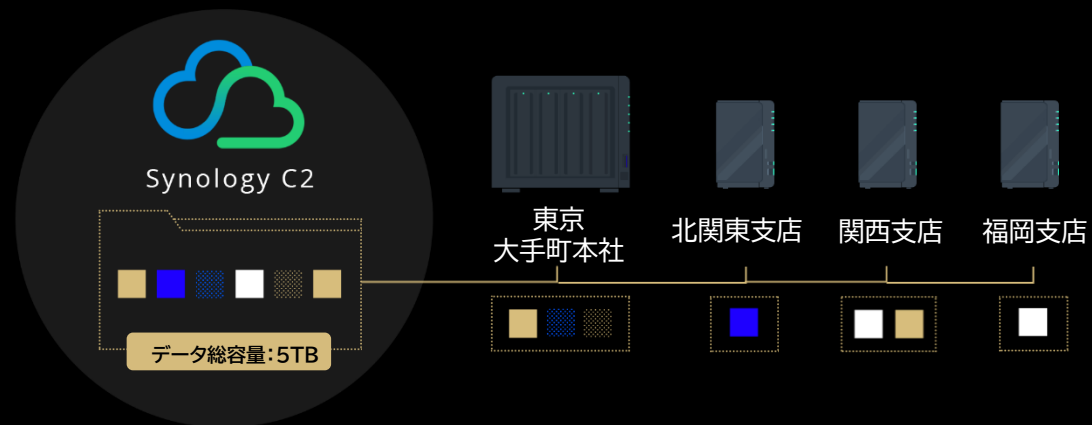 Synology C2
データ総容量：5TB
東京
大手町本社
北関東支店
関西支店
福岡支店